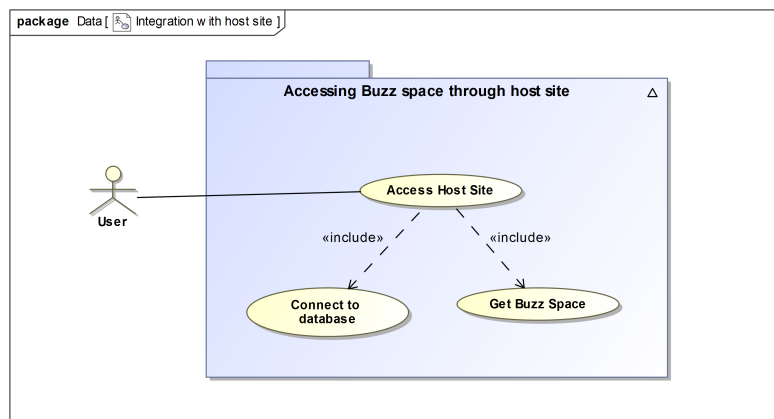 package Data [ Integration with host site ]
Accessing Buzz space through host site
Access Host Site
User
«include» «include»
Connect to
database
Get Buzz Space